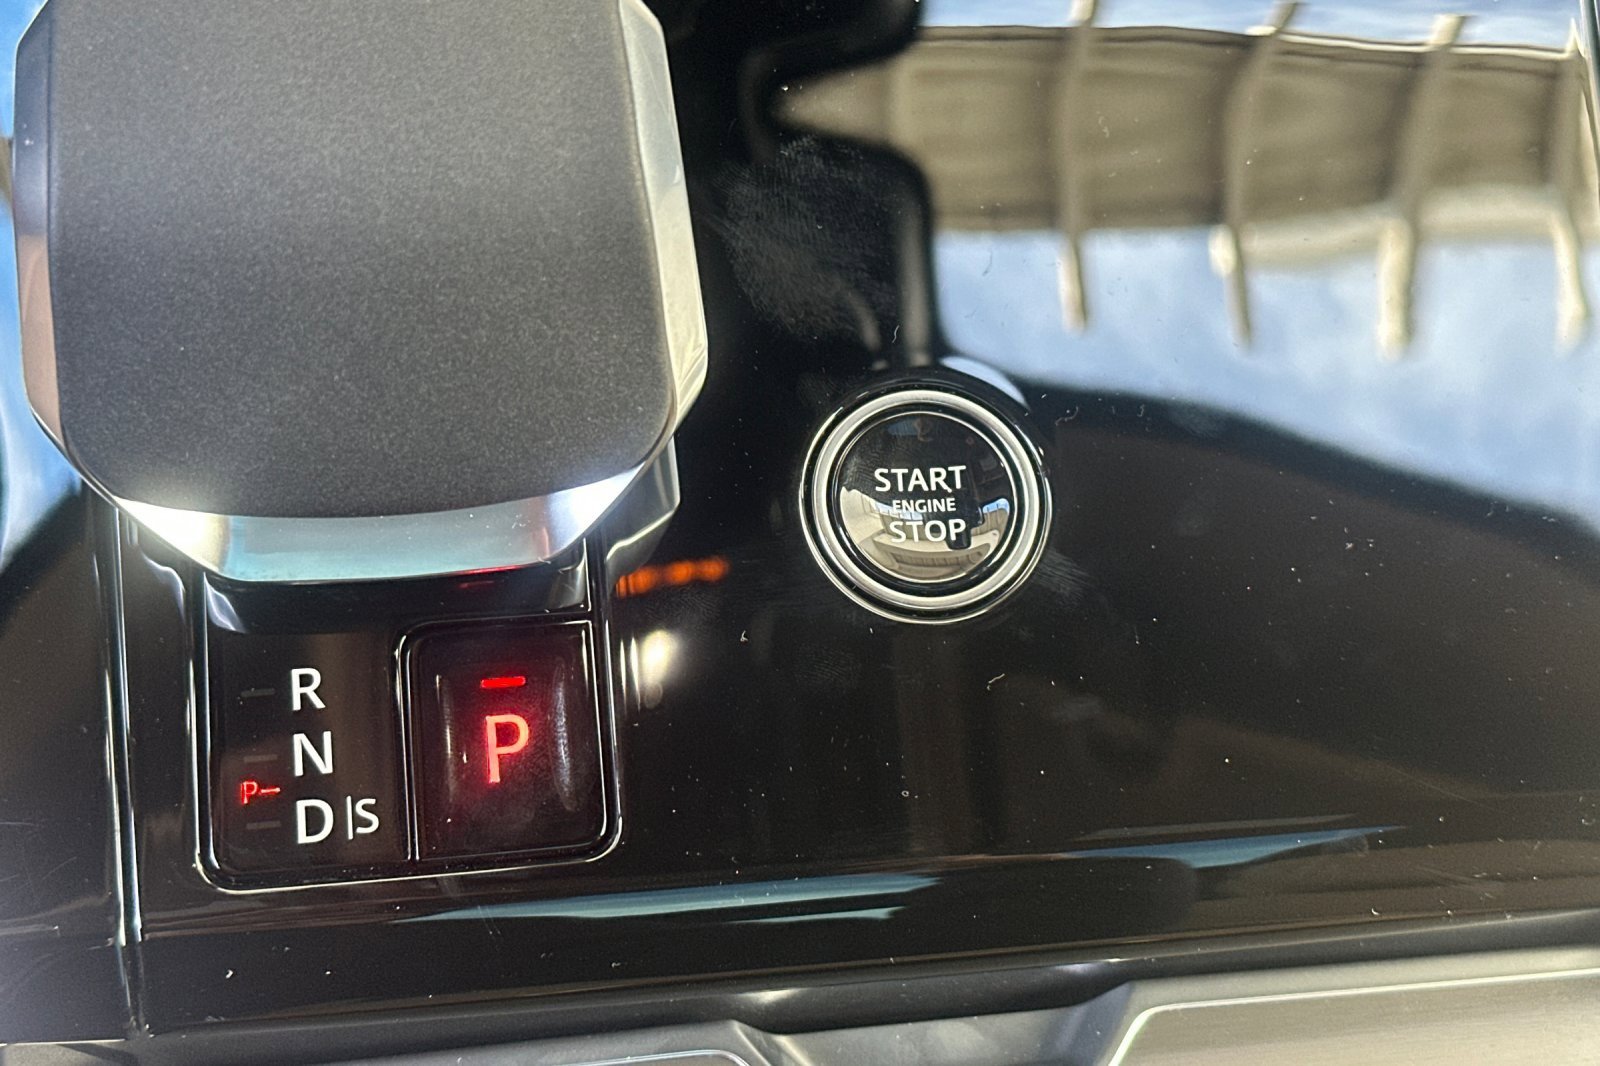 START
ENGINE
STOP
R
N
P
D|S
P